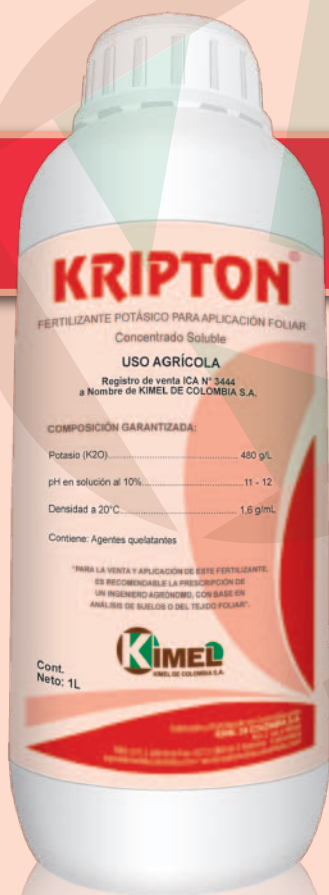 KRIPTON®
FERTILIZANTE POTÁSICO PARA APLICACIÓN FOLIAR
Concentrado Soluble
USO AGRÍCOLA
Registro de venta ICA N° 3444
a Nombre de KIMEL DE COLOMBIA S.A.
COMPOSICIÓN GARANTIZADA:
Potasio (K2O)........................ 480 g/L
pH en solución al 10%.................... 11 - 12
Densidad a 20°C........................ 1,6 g/mL
Contiene: Agentes quelatantes
"PARA LA VENTA Y APLICACIÓN DE ESTE FERTILIZANTE,
ES RECOMENDABLE LA PRESCRIPCIÓN DE
UN INGENIERO AGRÓNOMO, CON BASE EN
ANÁLISIS DE SUELOS O DEL TEJIDO FOLIAR".
KIMEL
KIMEL DE COLOMBIA S.A.
Cont.
Neto: 1L
KIMEL DE COLOMBIA S.A.